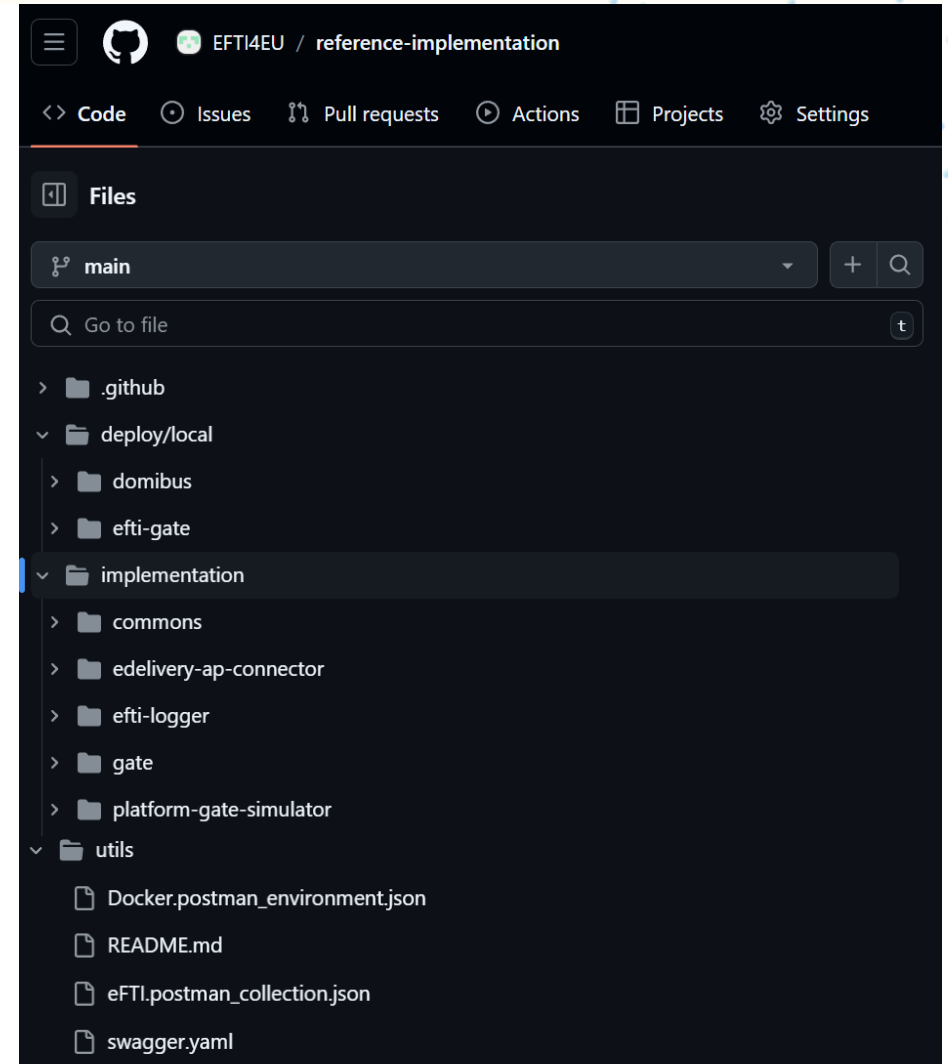 EFTI4EU / reference-implementation
<> Code Issues Pull requests Actions Projects Settings
Files
main
Go to file t
.github
deploy/local
domibus
efti-gate
implementation
commons
edelivery-ap-connector
efti-logger
gate
platform-gate-simulator
utils
Docker.postman_environment.json
README.md
eFTI.postman_collection.json
swagger.yaml